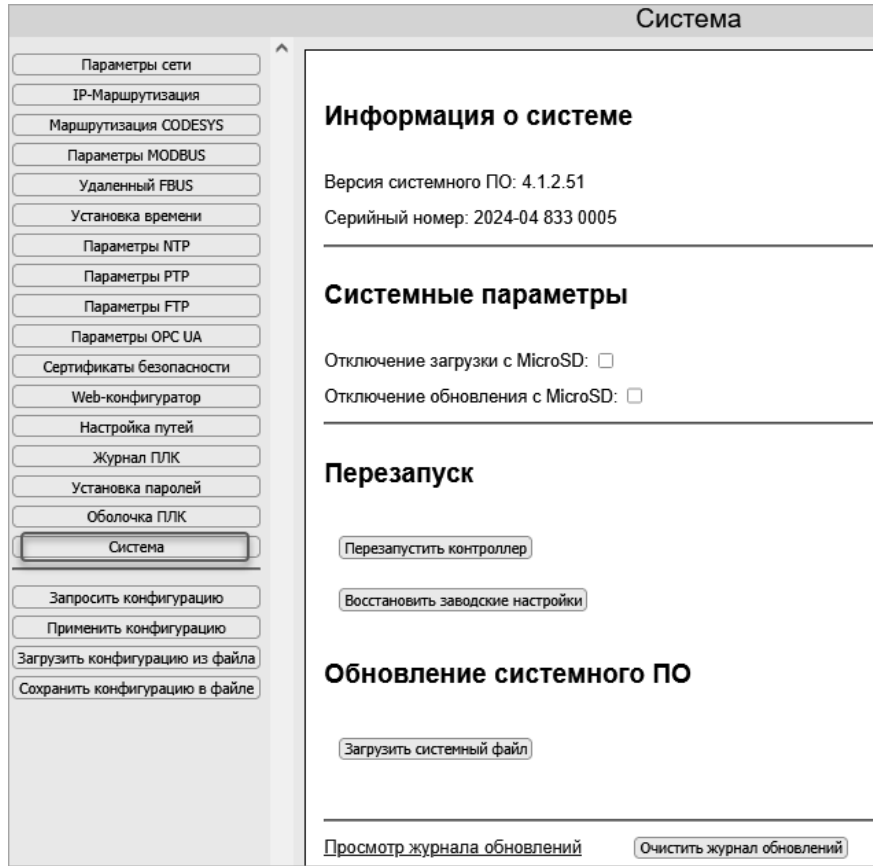 Система
Параметры сети
IP-Маршрутизация
Маршрутизация CODESYS
Параметры MODBUS
Удаленный FBUS
Установка времени
Параметры NTP
Параметры PTP
Параметры FTP
Параметры OPC UA
Сертификаты безопасности
Web-конфигуратор
Настройка путей
Журнал ПЛК
Установка паролей
Оболочка ПЛК
Система
Запросить конфигурацию
Применить конфигурацию
Загрузить конфигурацию из файла
Сохранить конфигурацию в файле
Информация о системе
Версия системного ПО: 4.1.2.51
Серийный номер: 2024-04 833 0005
Системные параметры
Отключение загрузки с MicroSD:
Отключение обновления с MicroSD:
Перезапуск
Перезапустить контроллер
Восстановить заводские настройки
Обновление системного ПО
Загрузить системный файл
Просмотр журнала обновлений Очистить журнал обновлений